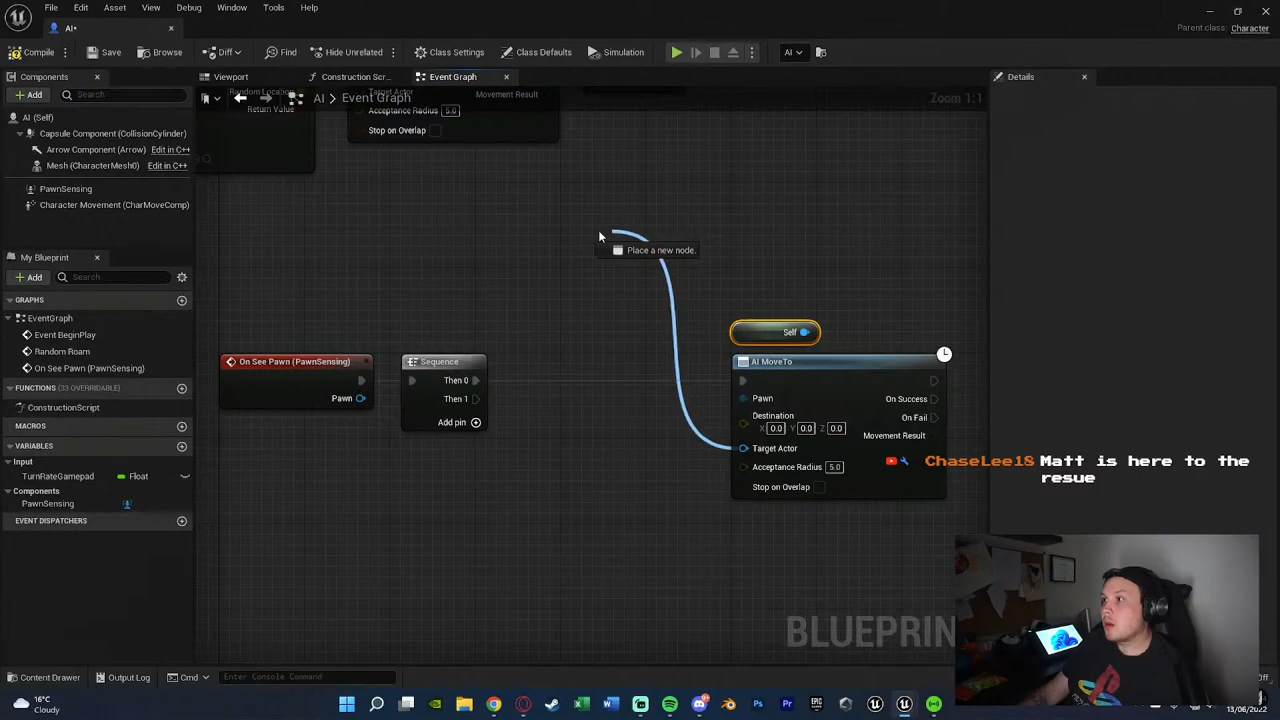 File Edit Asset View Debug Window Tools Help
AI•
Parent class: Character
Compile Save Browse Diff Find Hide Unrelated Class Settings Class Defaults Simulation AI
Components
Viewport
Construction Scr...
Event Graph
Details
Add Search
AI > Event Graph
Zoom 1:1
Random Location
Return Value
Target Actor
Movement Result
Acceptance Radius 5.0
Stop on Overlap
AI (Self)
Capsule Component (CollisionCylinder)
Arrow Component (Arrow) Edit in C++
Mesh (CharacterMesh0) Edit in C++
PawnSensing
Character Movement (CharMoveComp)
My Blueprint
Add Search
GRAPHS
EventGraph
Event BeginPlay
Random Roam
On See Pawn (PawnSensing)
FUNCTIONS (33 OVERRIDABLE)
ConstructionScript
MACROS
VARIABLES
Input
TurnRateGamepad Float
Components
PawnSensing
EVENT DISPATCHERS
Place a new node.
On See Pawn (PawnSensing)
Pawn
Sequence
Then 0
Then 1
Add pin
Self
AI MoveTo
Pawn
On Success
Destination
X 0.0 Y 0.0 Z 0.0
On Fail
Movement Result
Target Actor
Acceptance Radius 5.0
Stop on Overlap
ChaseLee18 Matt is here to the
resue
BLUEPRIN
Content Drawer Output Log Cmd Enter Console Command
16°C
Cloudy
13/06/2022